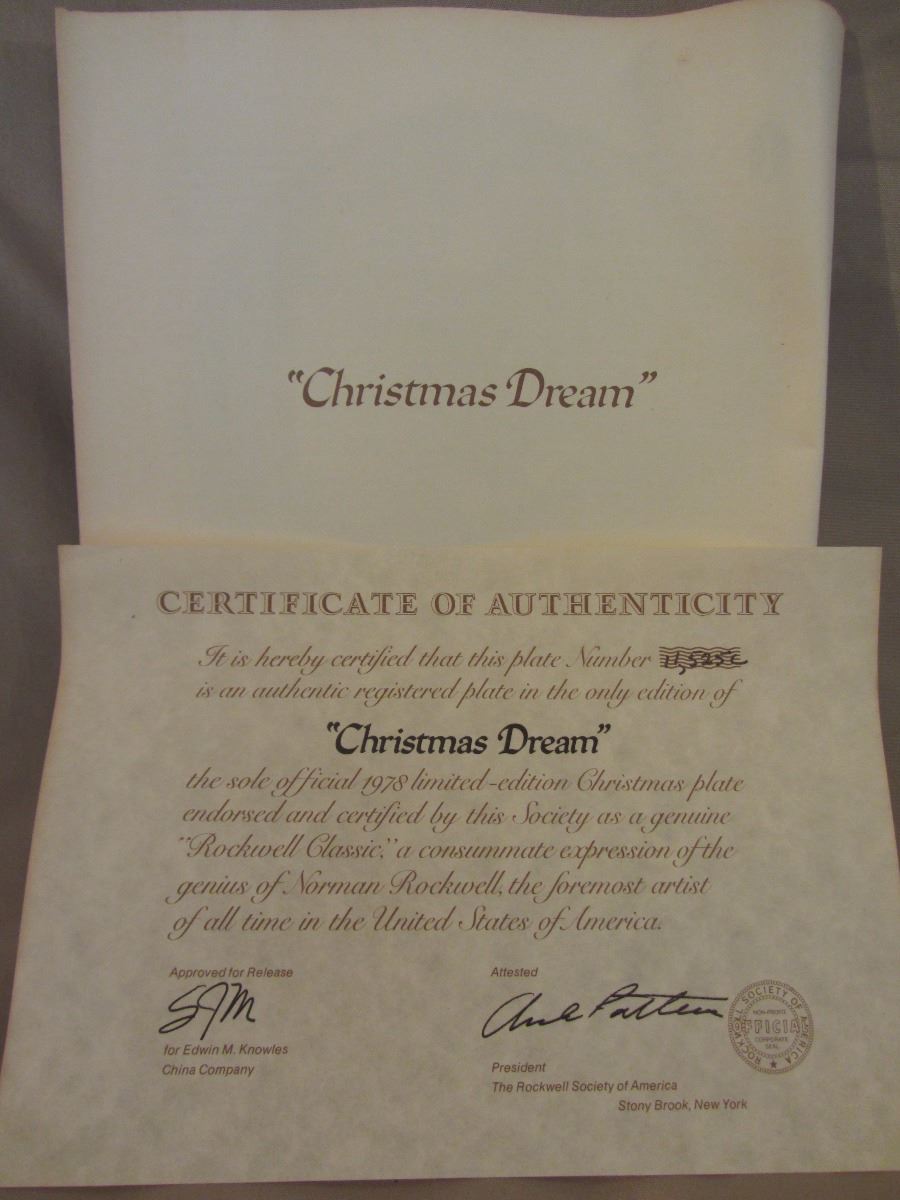 “Christmas Dream”
CERTIFICATE OF AUTHENTICITY
It is hereby certified that this plate Number
is an authentic registered plate in the only edition of
“Christmas Dream”
the sole official 1978 limited-edition Christmas plate
endorsed and certified by this Society as a genuine
“Rockwell Classic,” a consummate expression of the
genius of Norman Rockwell, the foremost artist
of all time in the United States of America.
Approved for Release
SJM
for Edwin M. Knowles
China Company
Attested
President
The Rockwell Society of America
Stony Brook, New York
ROCKWELL SOCIETY OF AMERICA
NON-PROFIT
OFFICIAL
CORPORATE
SEAL